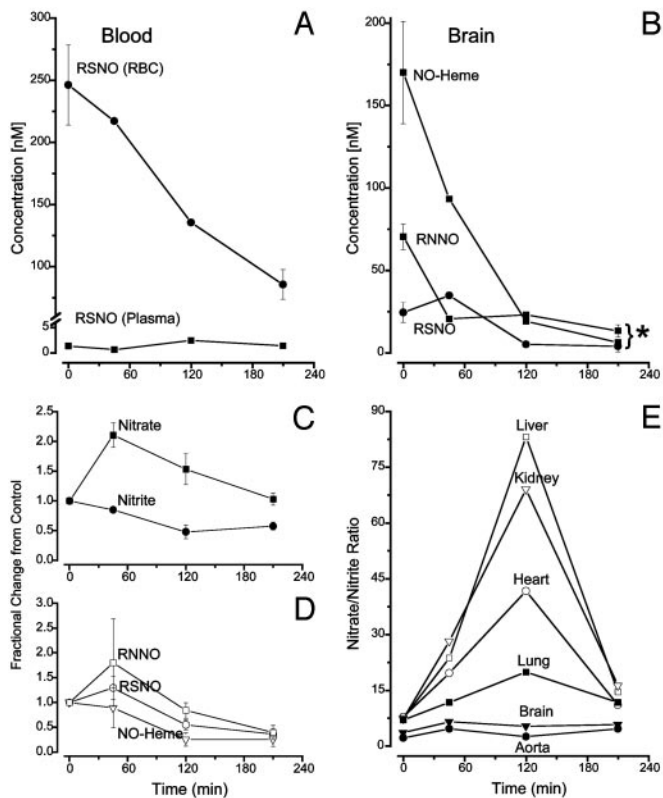 Blood
A
RSNO (RBC)
RSNO (Plasma)
Concentration [nM]
300
250
200
150
100
5
0
0 60 120 180 240
Brain
B
NO-Heme
RNNO
RSNO
*
Concentration [nM]
200
150
100
50
0
0 60 120 180 240
C
Nitrate
Nitrite
2.5
2.0
1.5
1.0
0.5
0.0
0 60 120 180 240
Fractional Change from Control
D
RNNO
RSNO
NO-Heme
3.0
2.5
2.0
1.5
1.0
0.5
0.0
0 60 120 180 240
Time (min)
E
Liver
Kidney
Heart
Lung
Brain
Aorta
Nitrate/Nitrite Ratio
90
75
60
45
30
15
0
0 60 120 180 240
Time (min)